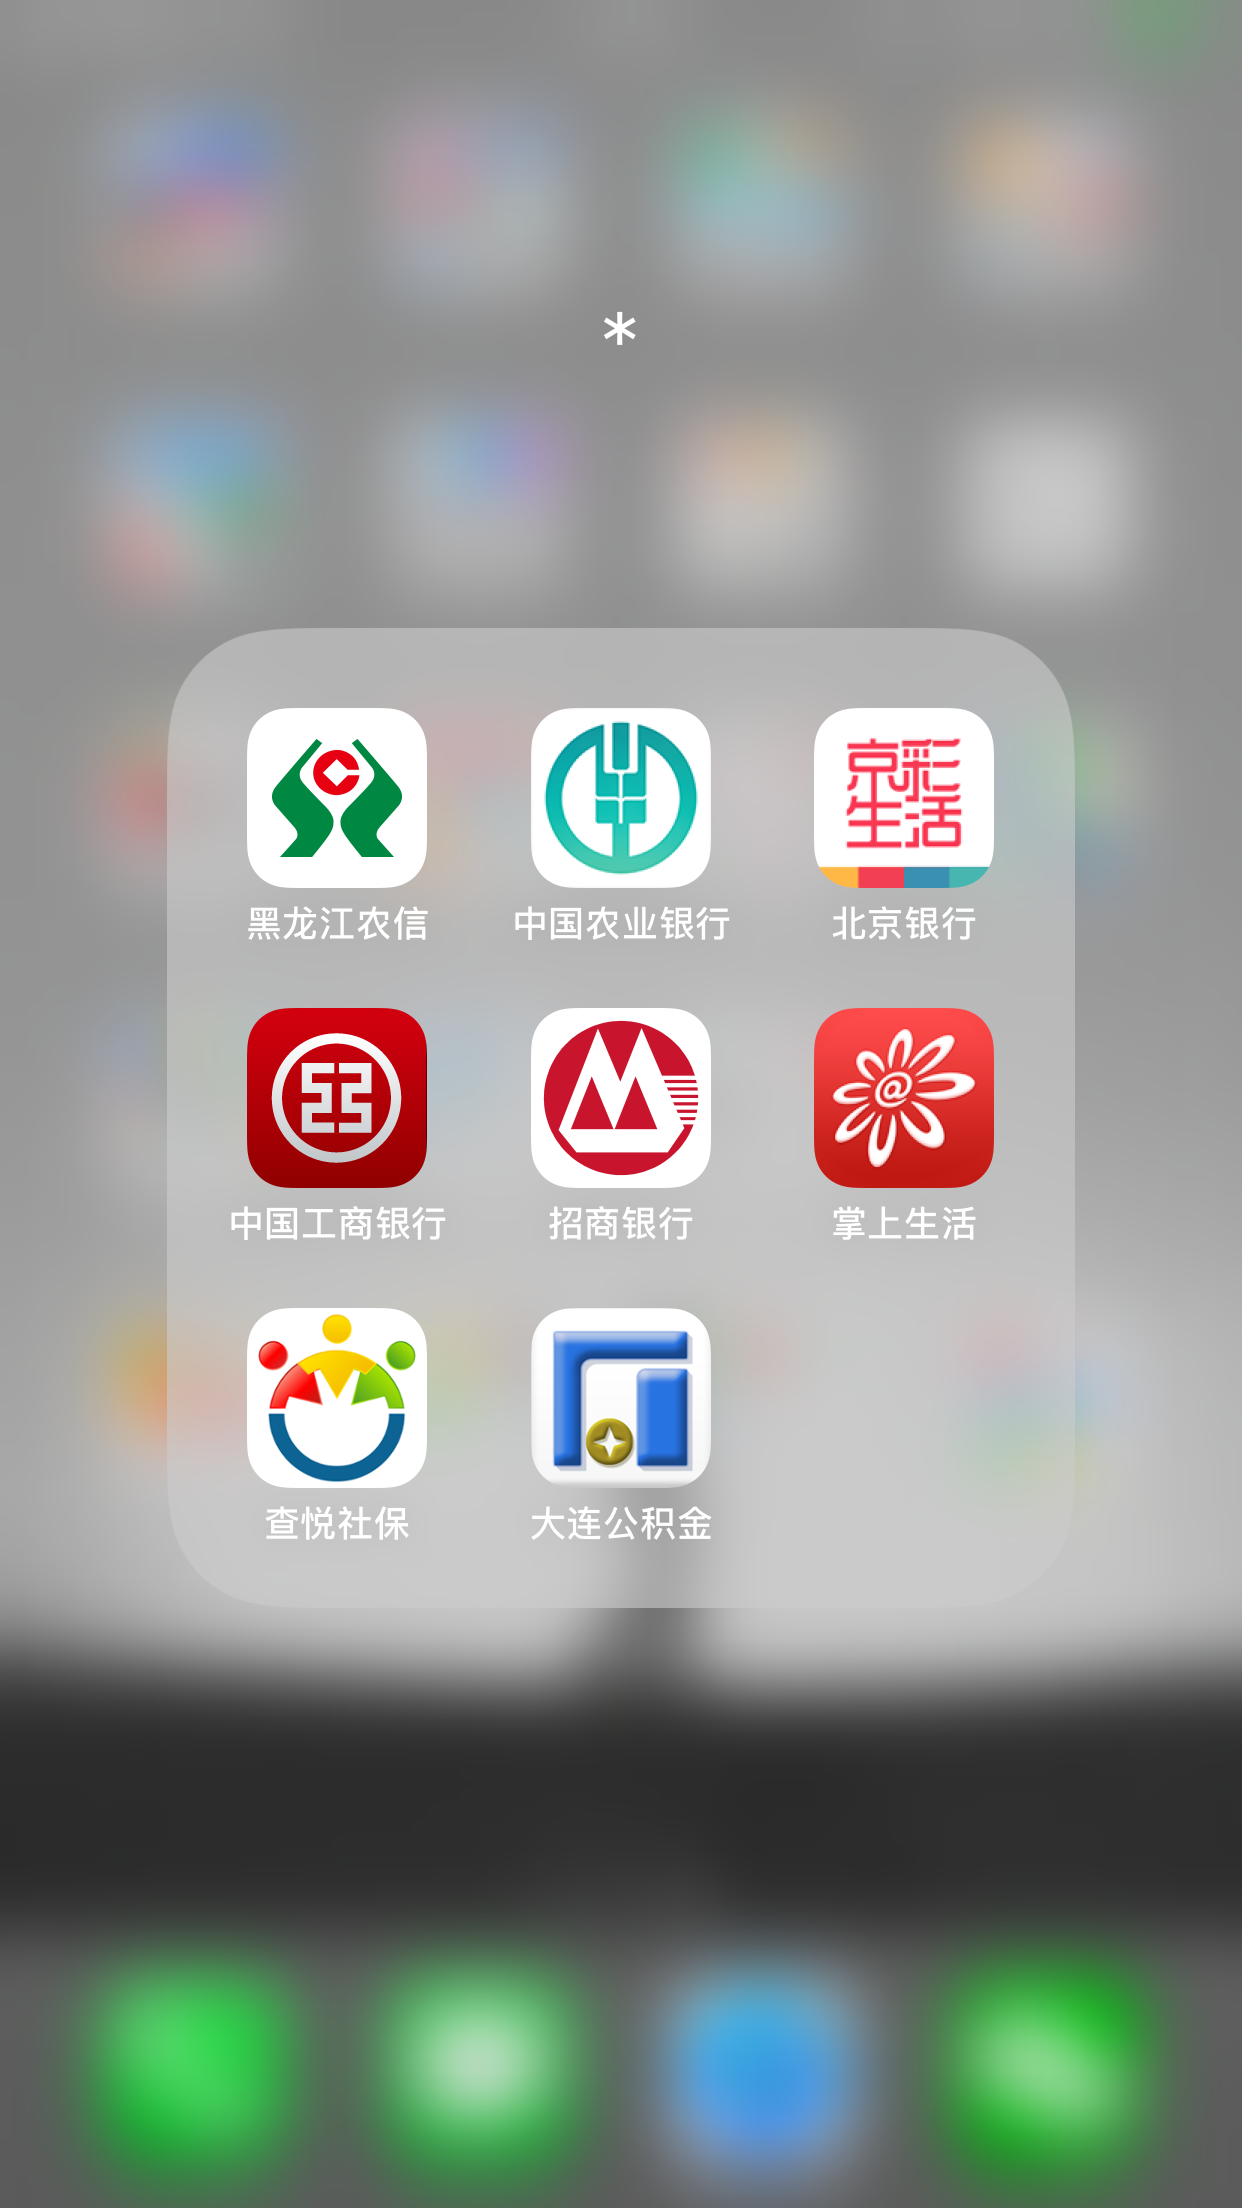 *
京彩
生活
黑龙江农信
中国农业银行
北京银行
@
中国工商银行
招商银行
掌上生活
查悦社保
大连公积金